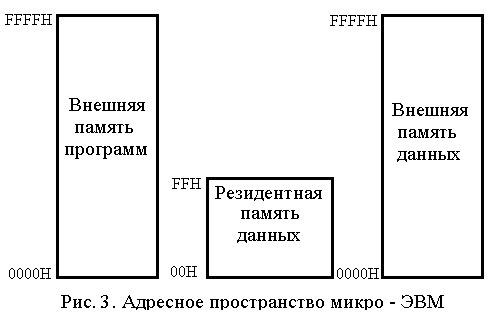 FFFFH
Внешняя
память
программ
0000H
FFH
Резидентная
память
данных
00H
FFFFH
Внешняя
память
данных
0000H
Рис. 3. Адресное пространство микро - ЭВМ